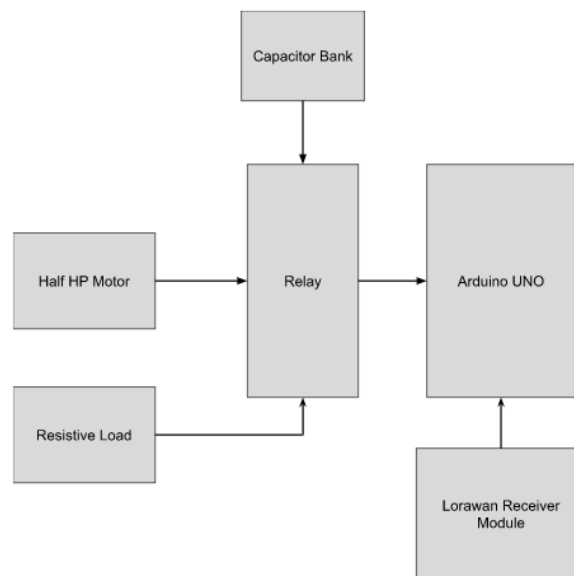 Capacitor Bank
Half HP Motor
Relay
Arduino UNO
Resistive Load
Lorawan Receiver
Module